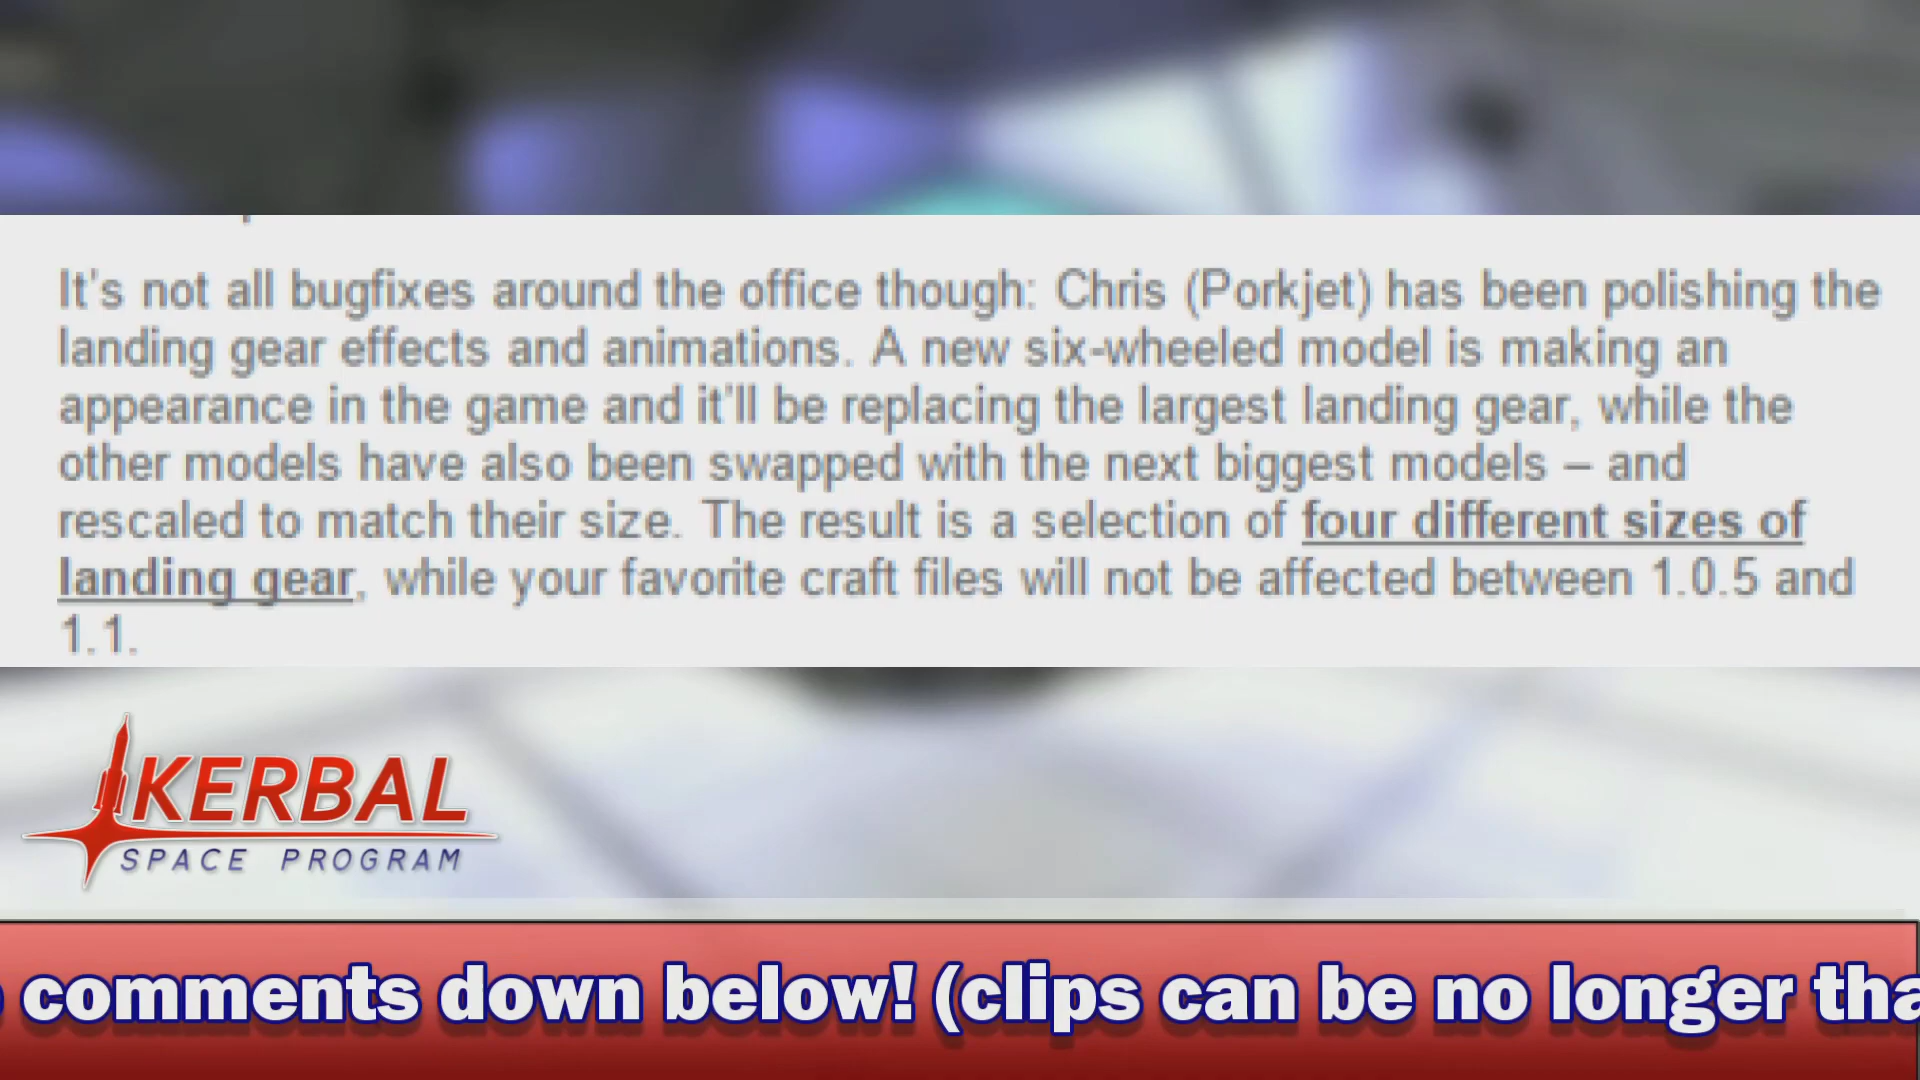 It's not all bugfixes around the office though: Chris (Porkjet) has been polishing the
landing gear effects and animations. A new six-wheeled model is making an
appearance in the game and it'll be replacing the largest landing gear, while the
other models have also been swapped with the next biggest models – and
rescaled to match their size. The result is a selection of four different sizes of
landing gear, while your favorite craft files will not be affected between 1.0.5 and
1.1.
KERBAL
SPACE PROGRAM
comments down below! (clips can be no longer tha